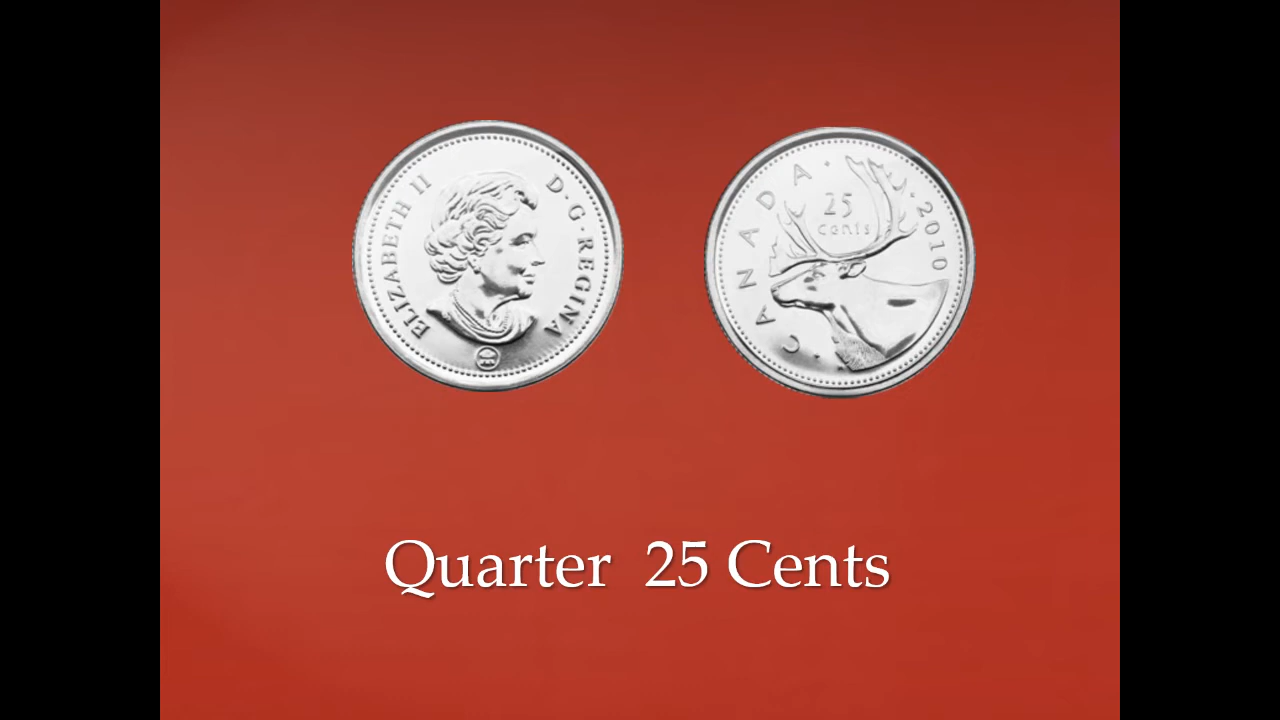 ELIZABETH II D·G·REGINA
CANADA 2010
25
cents
Quarter 25 Cents